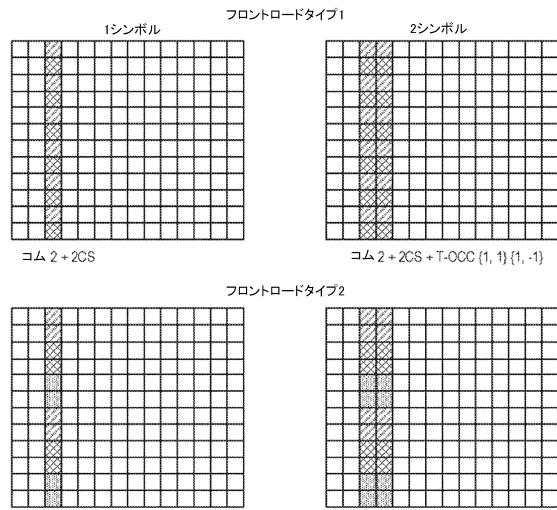 フロントロードタイプ1
1シンボル
2シンボル
コム 2 + 2CS
コム 2 + 2CS + T-OCC {1, 1} {1, -1}
フロントロードタイプ2